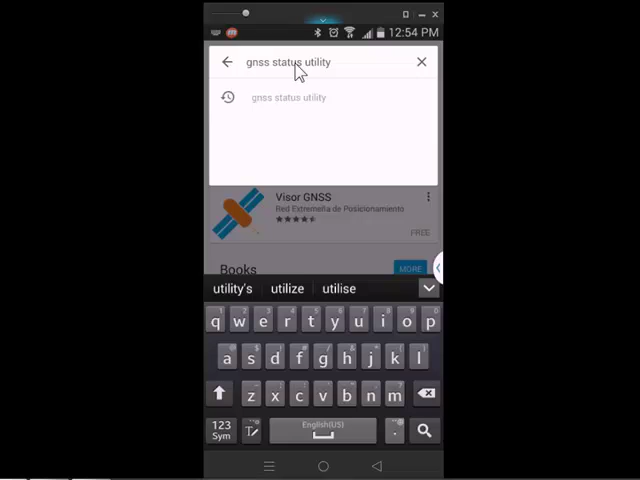 12:54 PM
gnss status utility
gnss status utility
Visor GNSS
Red Extremeña de Posicionamiento
FREE
Books MORE
utility's utilize utilise
q w e r t y u i o p
a s d f g h j k l
z x c v b n m
123
Sym
English(US)
.